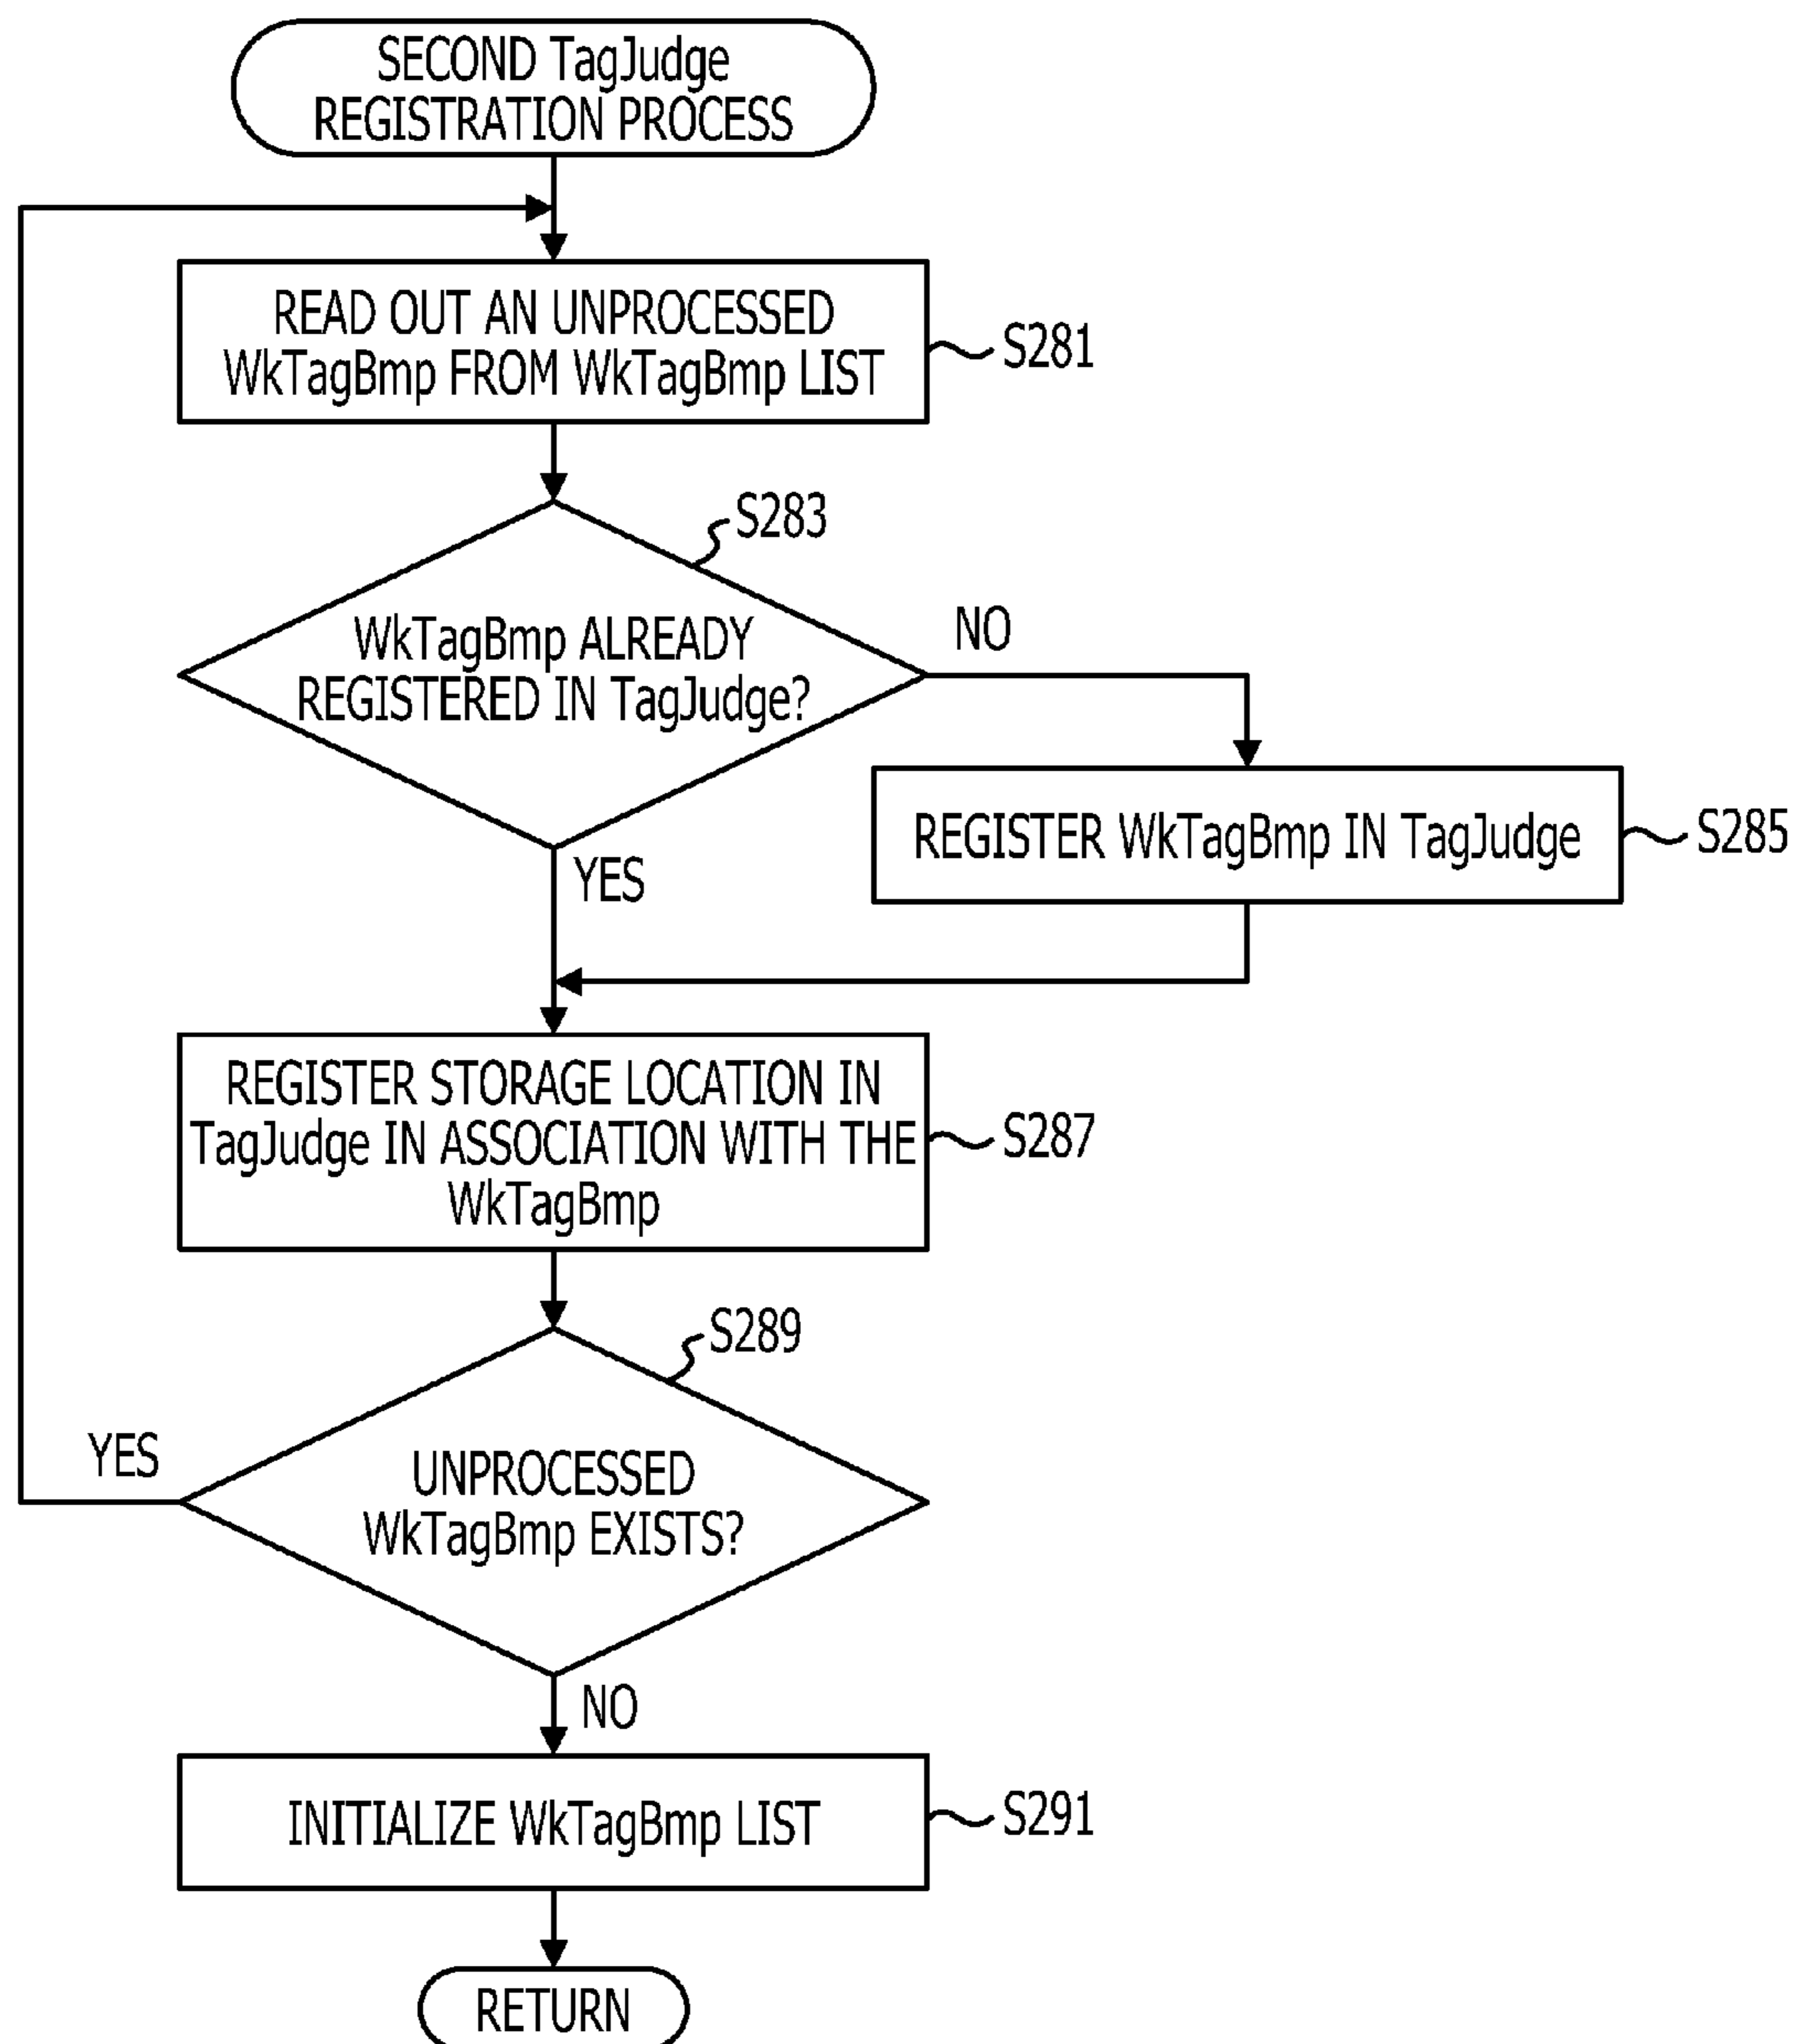 SECOND TagJudge
REGISTRATION PROCESS
READ OUT AN UNPROCESSED
WkTagBmp FROM WkTagBmp LIST
S281
S283
WkTagBmp ALREADY
REGISTERED IN TagJudge?
NO
YES
REGISTER WkTagBmp IN TagJudge
S285
REGISTER STORAGE LOCATION IN
TagJudge IN ASSOCIATION WITH THE
WkTagBmp
S287
S289
YES
UNPROCESSED
WkTagBmp EXISTS?
NO
INITIALIZE WkTagBmp LIST
S291
RETURN